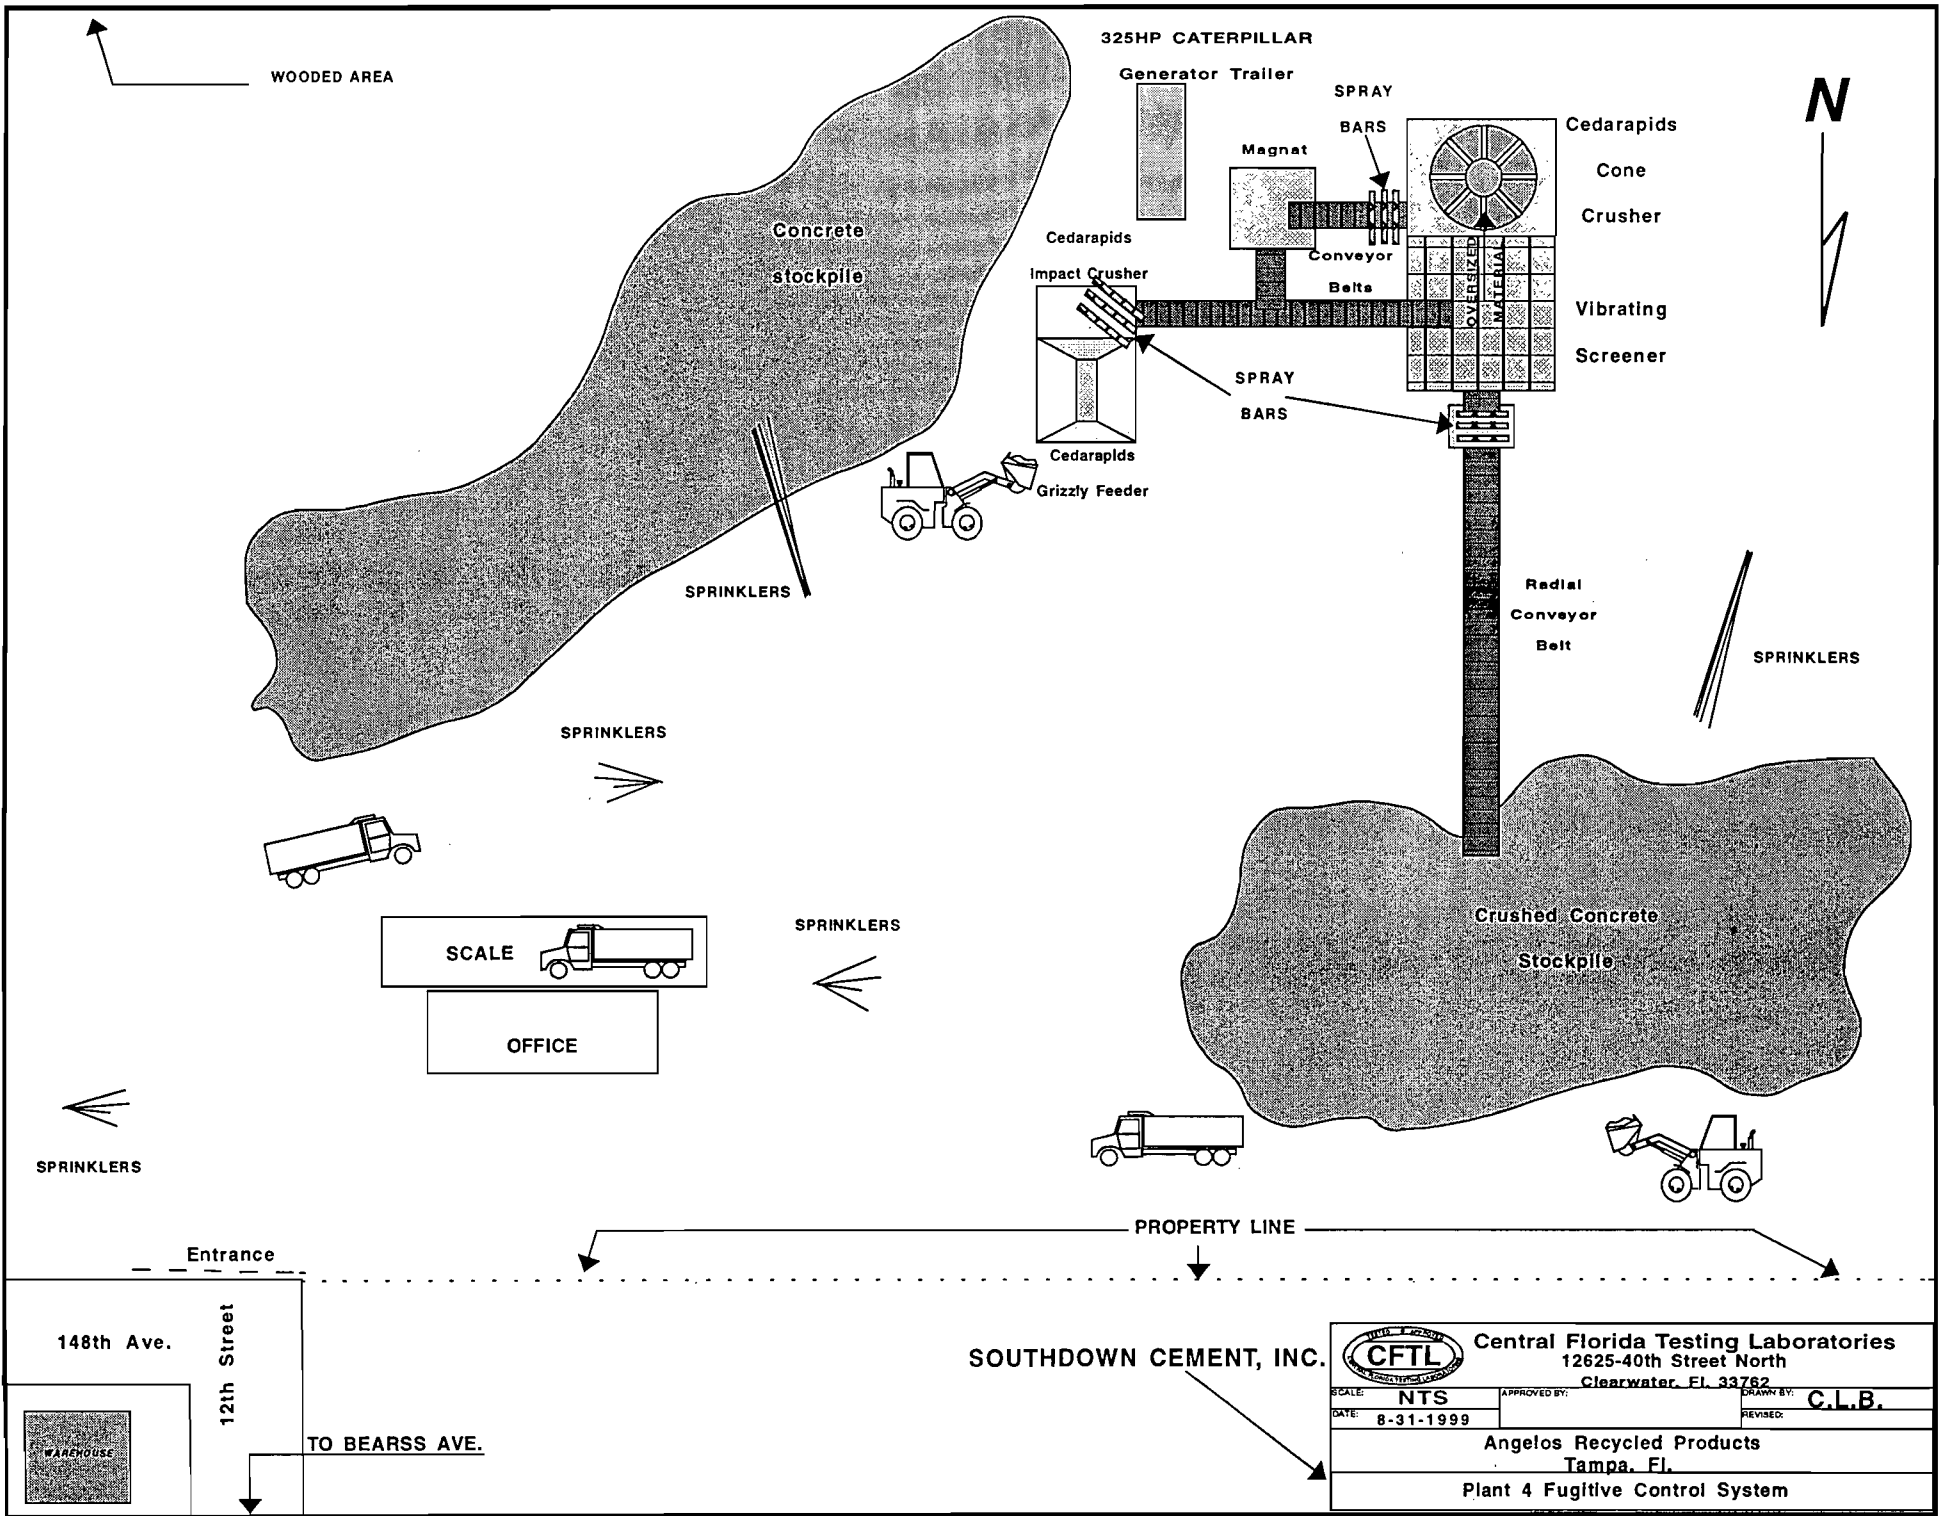 325HP CATERPILLAR
Generator Trailer
WOODED AREA
SPRAY
BARS
N
Cedarapids
Cone
Crusher
Magnat
Concrete
stockpile
Cedarapids
Impact Crusher
Conveyor
Belts
OVERSIZED
MATERIAL
Vibrating
Screener
SPRAY
BARS
Cedarapids
Grizzly Feeder
SPRINKLERS
Radial
Conveyor
Belt
SPRINKLERS
SPRINKLERS
SPRINKLERS
Crushed Concrete
Stockpile
SCALE
OFFICE
SPRINKLERS
PROPERTY LINE
Entrance
148th Ave.
12th Street
WAREHOUSE
TO BEARSS AVE.
SOUTHDOWN CEMENT, INC.
CFTL
Central Florida Testing Laboratories
12625-40th Street North
Clearwater, Fl. 33762
SCALE: NTS
APPROVED BY:
DRAWN BY: C.L.B.
DATE: 8-31-1999
REVISED:
Angelos Recycled Products
Tampa, Fl.
Plant 4 Fugitive Control System